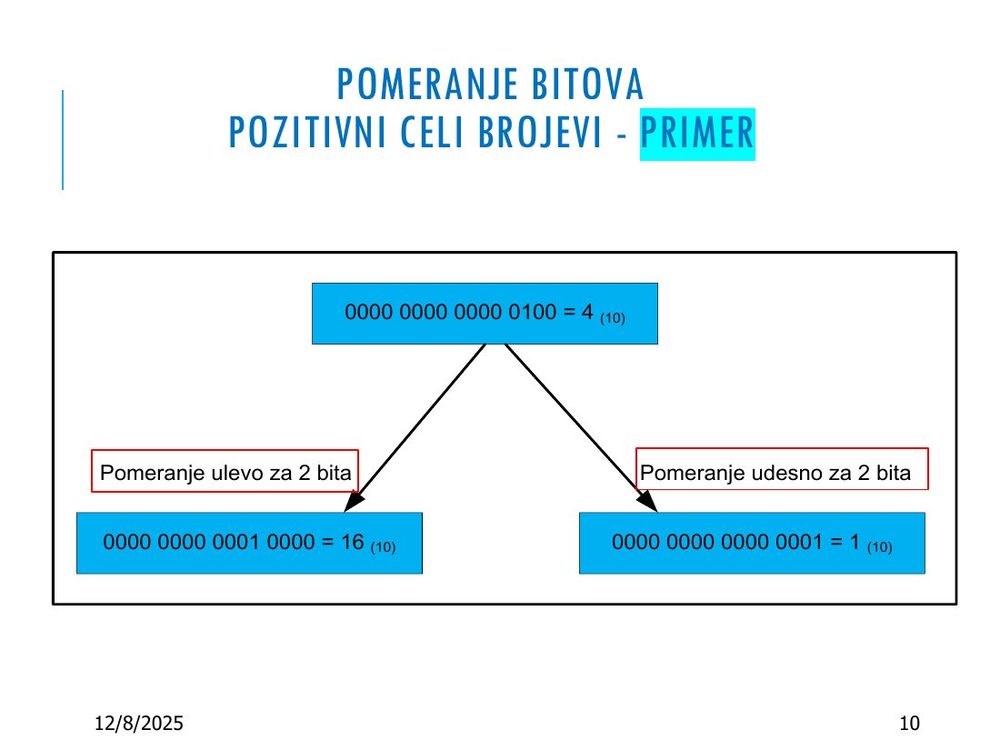 POMERANJE BITOVA
POZITIVNI CELI BROJEVI - PRIMER
0000 0000 0000 0100 = 4 (10)
Pomeranje ulevo za 2 bita
Pomeranje udesno za 2 bita
0000 0000 0001 0000 = 16 (10)
0000 0000 0000 0001 = 1 (10)
12/8/2025
10